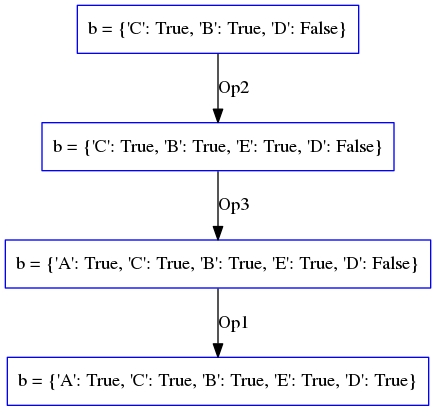 b = {'C': True, 'B': True, 'D': False}
Op2
b = {'C': True, 'B': True, 'E': True, 'D': False}
Op3
b = {'A': True, 'C': True, 'B': True, 'E': True, 'D': False}
Op1
b = {'A': True, 'C': True, 'B': True, 'E': True, 'D': True}